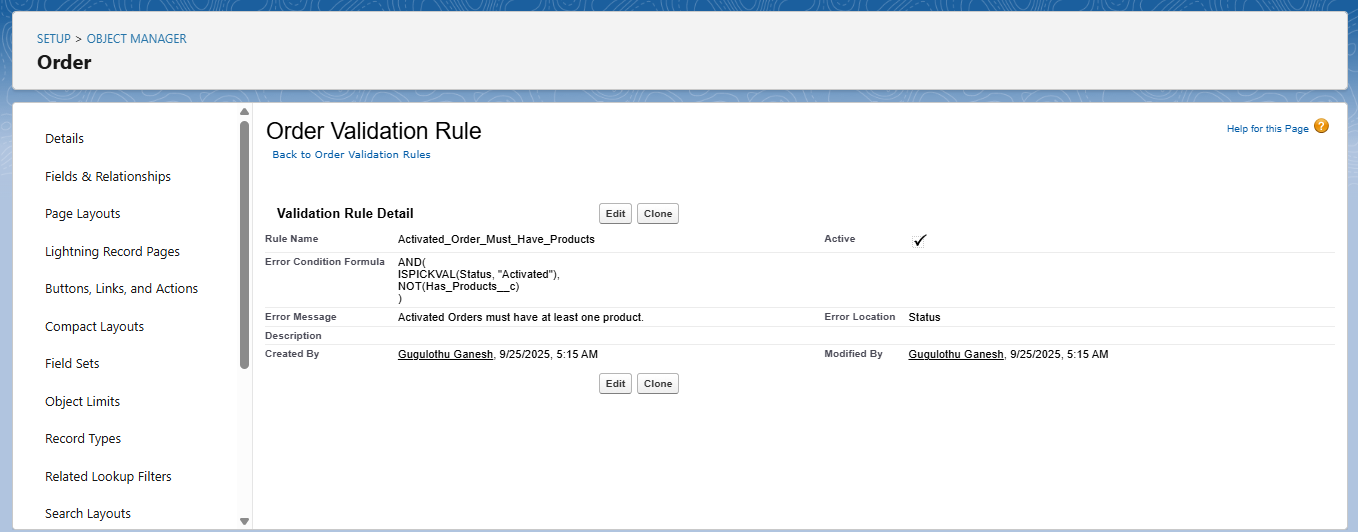 SETUP > OBJECT MANAGER
Order
Details
Fields & Relationships
Page Layouts
Lightning Record Pages
Buttons, Links, and Actions
Compact Layouts
Field Sets
Object Limits
Record Types
Related Lookup Filters
Search Layouts
Order Validation Rule
Help for this Page ?
Back to Order Validation Rules
Validation Rule Detail Edit Clone
Rule Name Activated_Order_Must_Have_Products Active
Error Condition Formula AND(
ISPICKVAL(Status, "Activated"),
NOT(Has_Products__c)
)
Error Message Activated Orders must have at least one product. Error Location Status
Description
Created By Gugulothu Ganesh, 9/25/2025, 5:15 AM Modified By Gugulothu Ganesh, 9/25/2025, 5:15 AM
Edit Clone